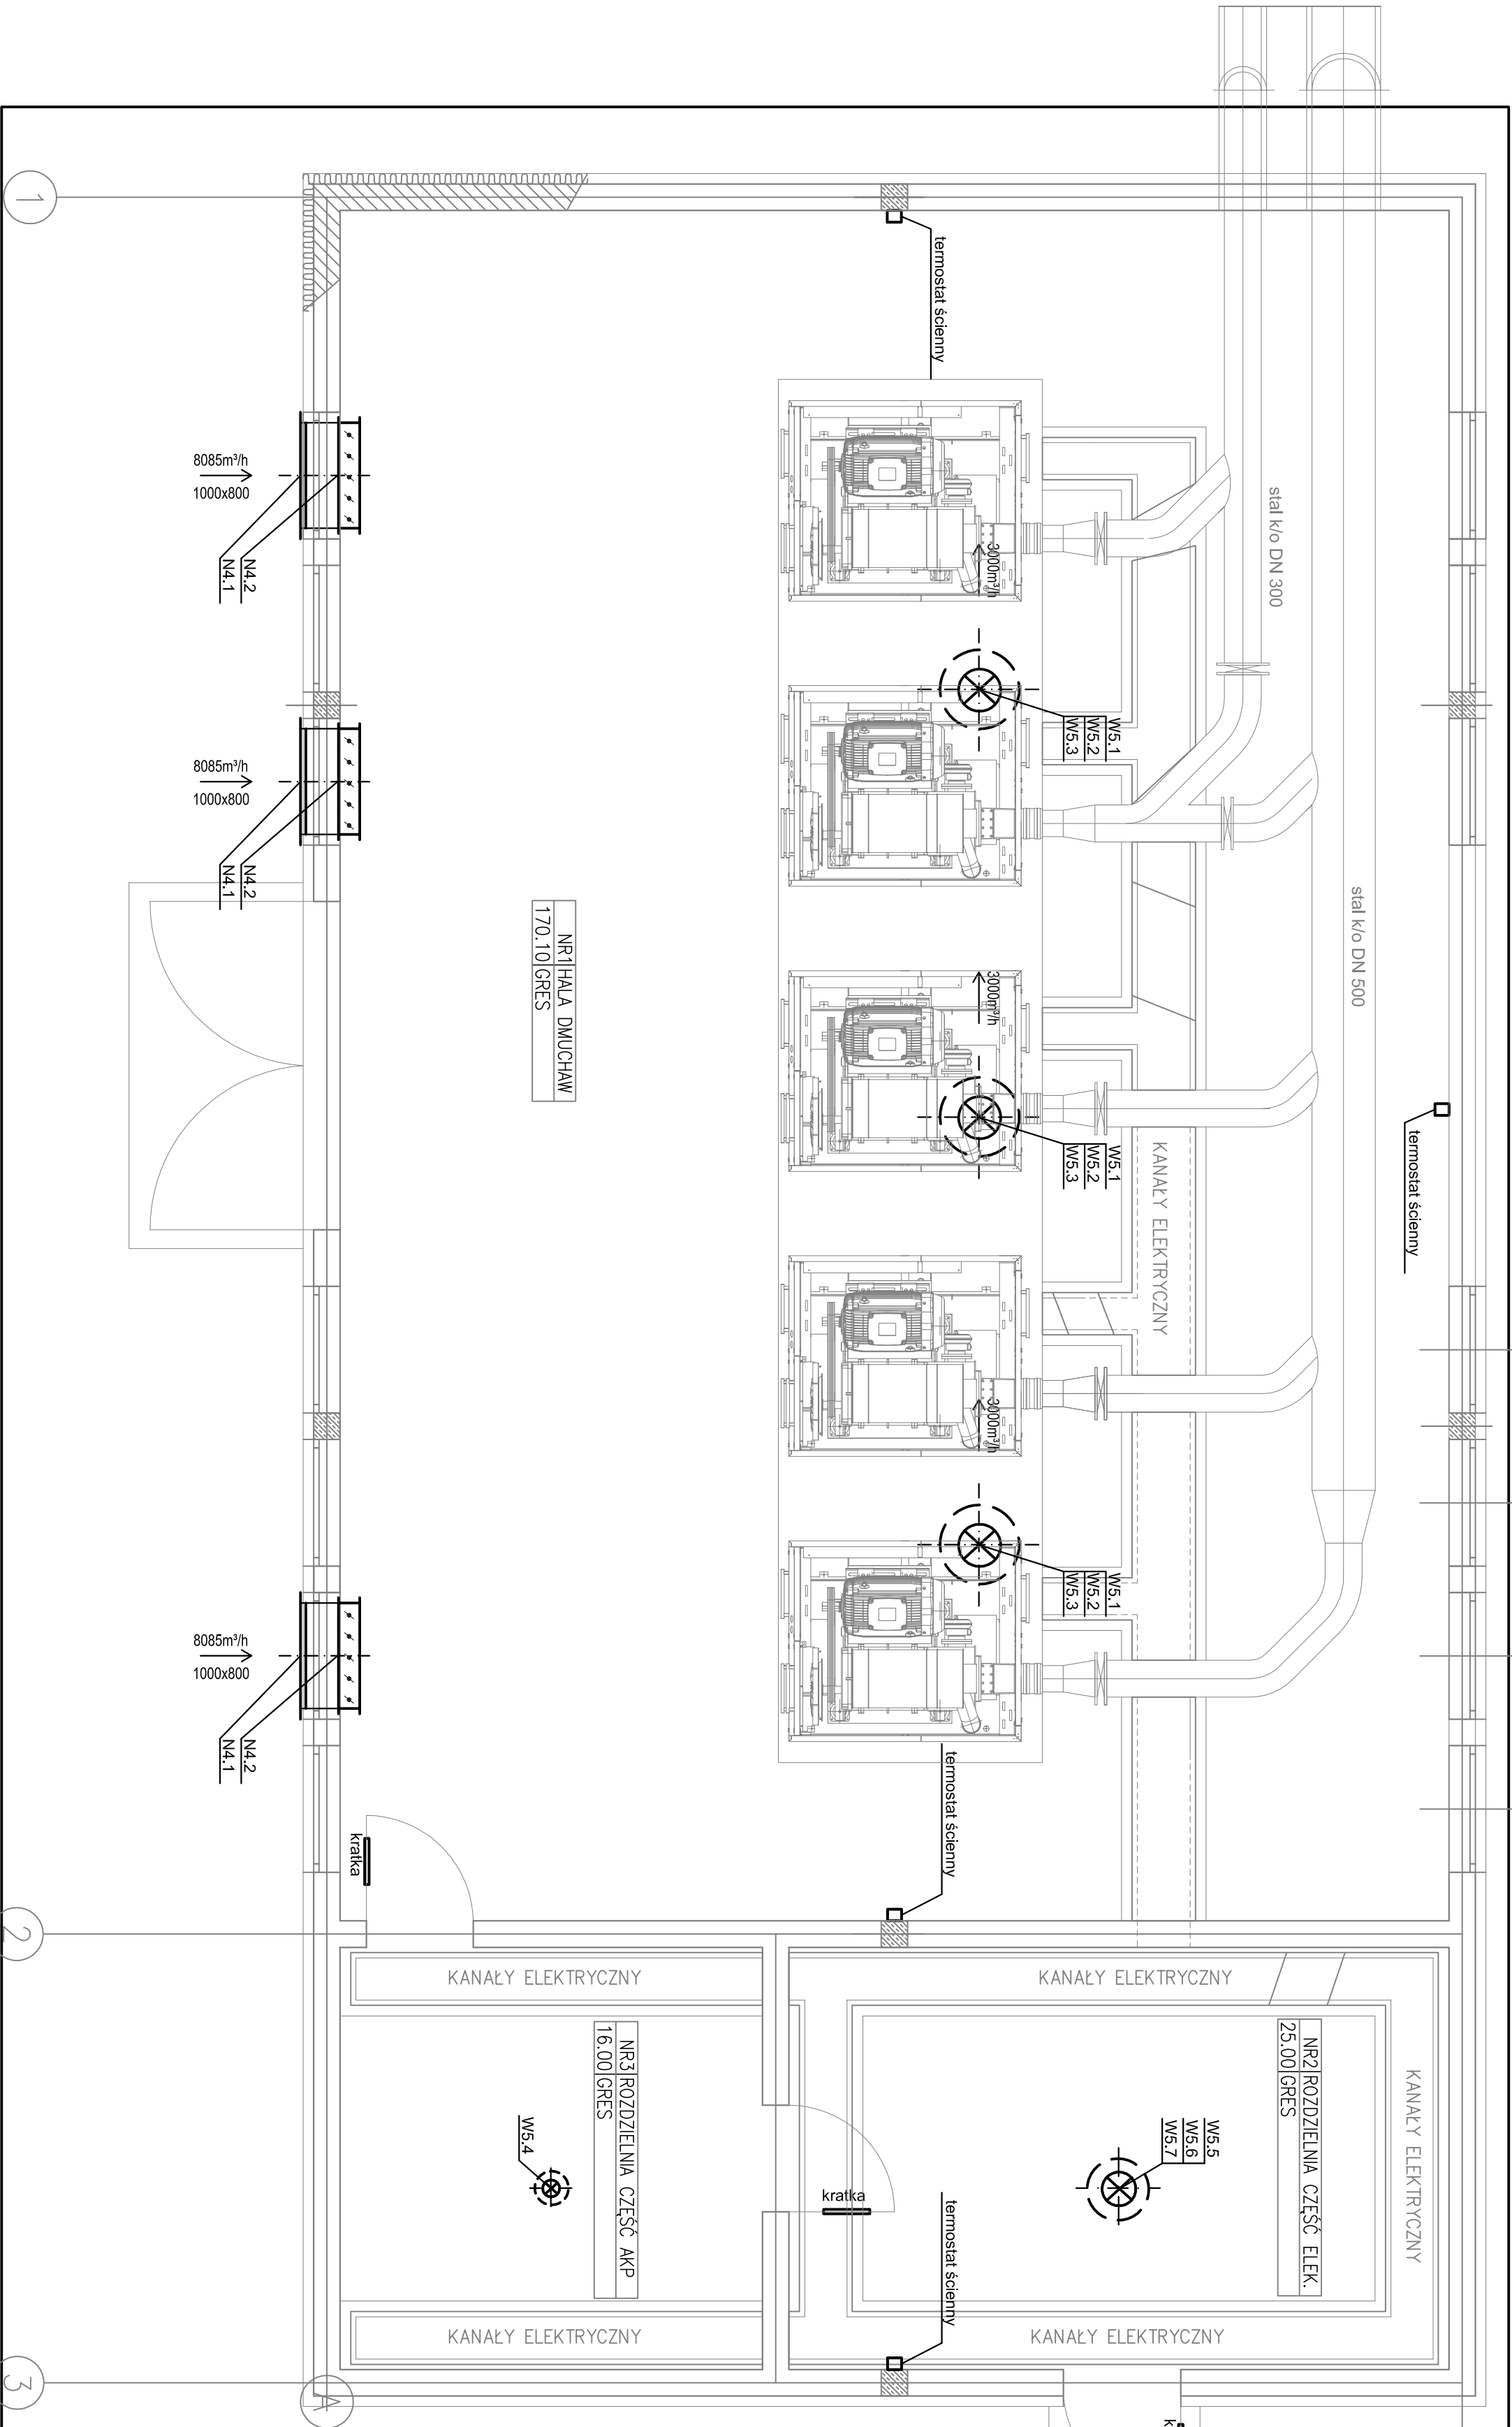 1
termostat ścienny
stal k/o DN 300
stal k/o DN 500
8085m³/h
1000x800
N4.2
N4.1
3000m³/h
W5.1
W5.2
W5.3
8085m³/h
1000x800
N4.2
N4.1
NR1 HALA DMUCHAW
170.10 GRES
3000m³/h
W5.1
W5.2
W5.3
KANAŁY ELEKTRYCZNY
termostat ścienny
3000m³/h
W5.1
W5.2
W5.3
8085m³/h
1000x800
N4.2
N4.1
termostat ścienny
kratka
2
KANAŁY ELEKTRYCZNY
KANAŁY ELEKTRYCZNY
NR2 ROZDZIELNIA CZĘŚĆ ELEK.
25.00 GRES
KANAŁY ELEKTRYCZNY
NR3 ROZDZIELNIA CZĘŚĆ AKP
16.00 GRES
W5.5
W5.6
W5.7
W5.4
kratka
termostat ścienny
KANAŁY ELEKTRYCZNY
KANAŁY ELEKTRYCZNY
3
A